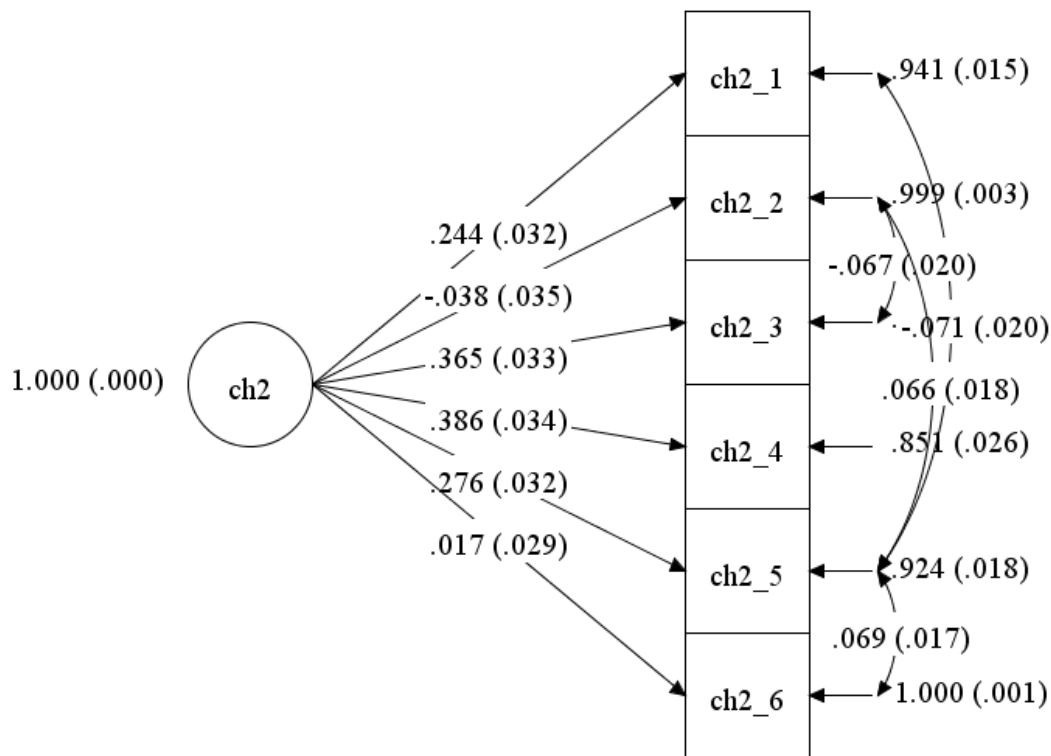 ch2_1
.941 (.015)
ch2_2
.999 (.003)
.244 (.032)
-.067 (.020)
-.038 (.035)
ch2_3
-.071 (.020)
.365 (.033)
1.000 (.000)
ch2
.066 (.018)
.386 (.034)
ch2_4
.851 (.026)
.276 (.032)
.017 (.029)
ch2_5
.924 (.018)
.069 (.017)
ch2_6
1.000 (.001)